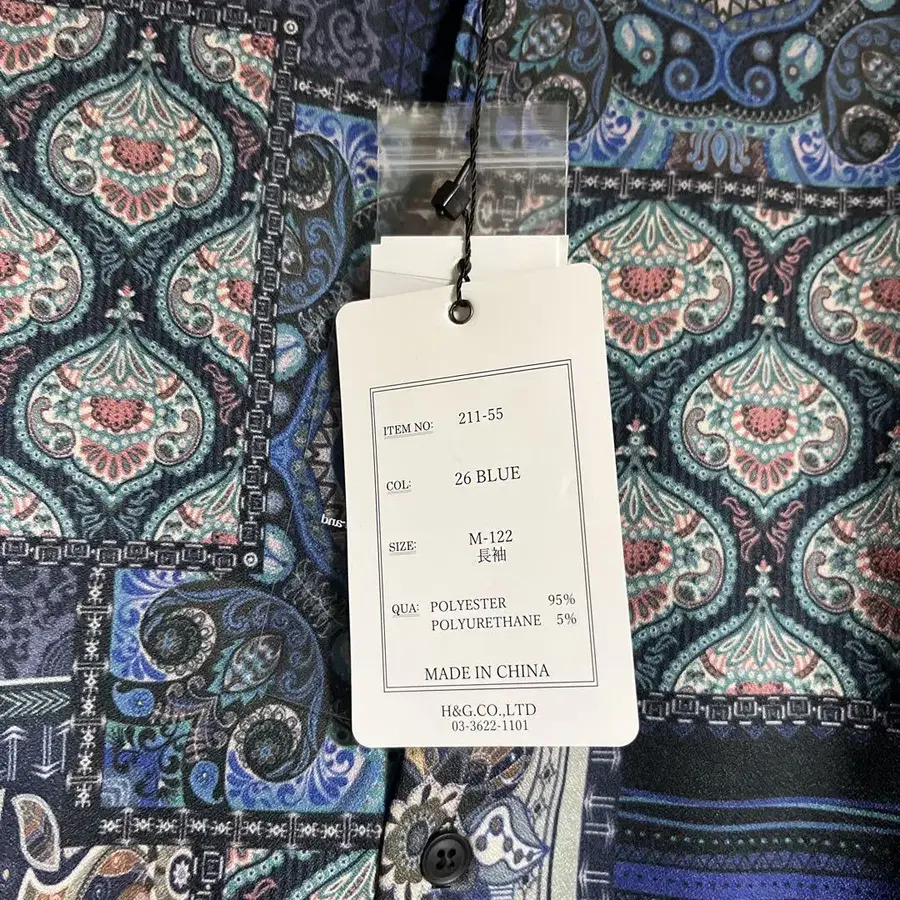 ITEM NO: 211-55
COL: 26 BLUE
SIZE: M-122
長袖
QUA: POLYESTER 95%
POLYURETHANE 5%
MADE IN CHINA
H&G.CO.,LTD
03-3622-1101